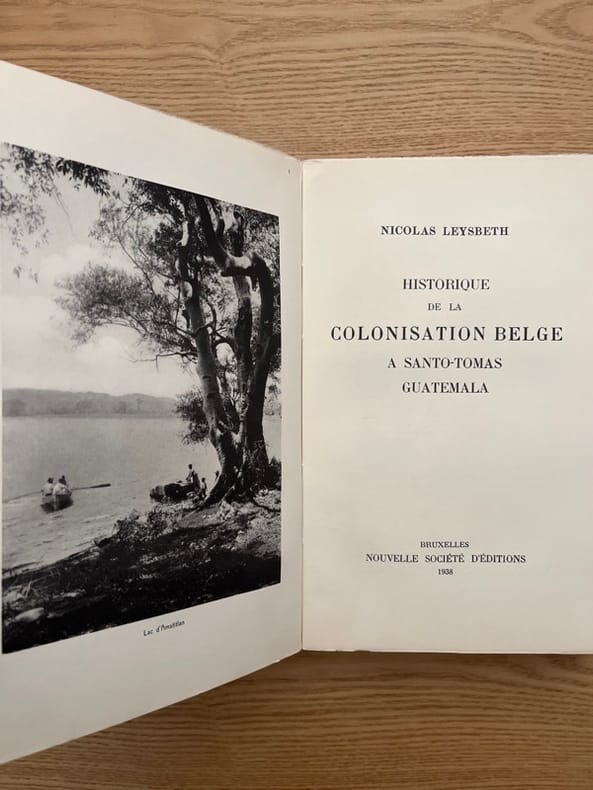 Lac d'Amatitlan
NICOLAS LEYSBETH
HISTORIQUE
DE LA
COLONISATION BELGE
A SANTO-TOMAS
GUATEMALA
BRUXELLES
NOUVELLE SOCIÉTÉ D'ÉDITIONS
1938